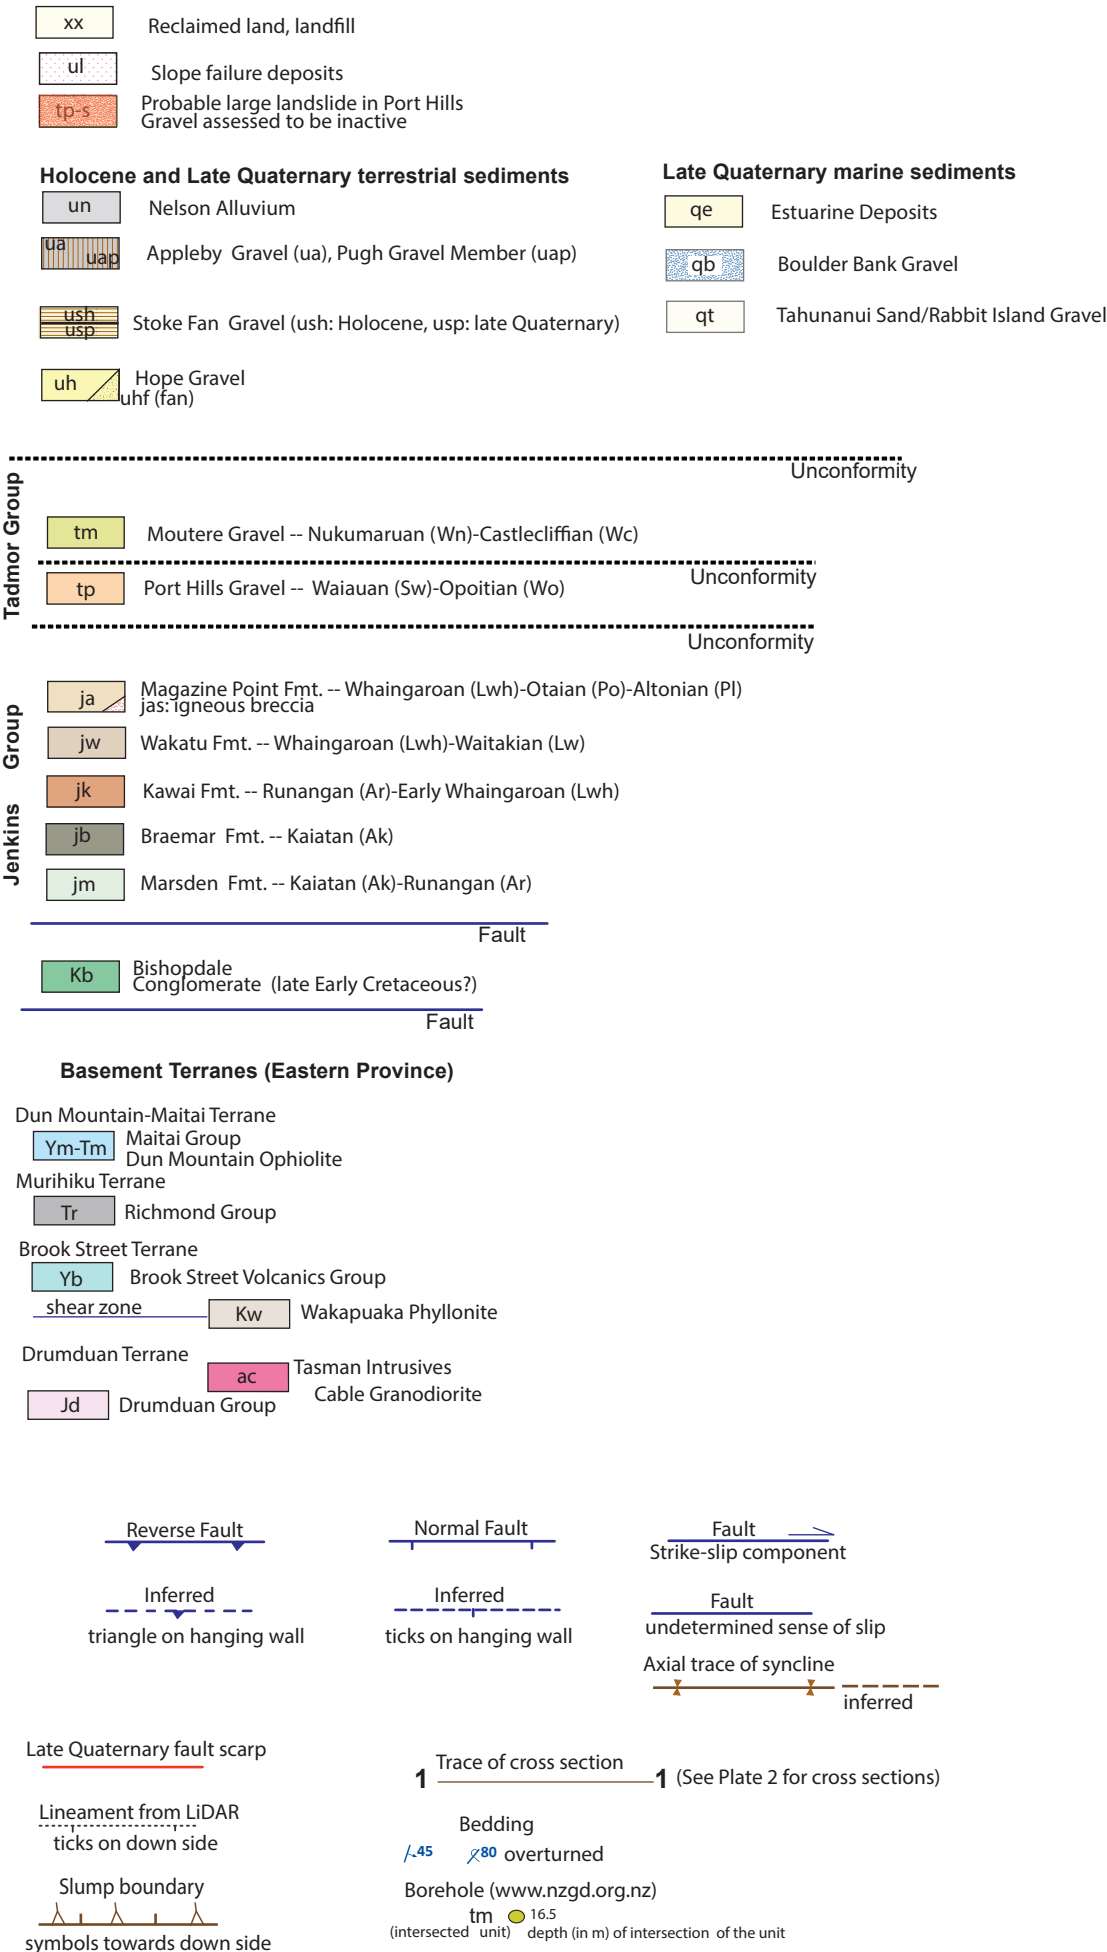 xx
Reclaimed land, landfill
ul
Slope failure deposits
tp-s
Probable large landslide in Port Hills
Gravel assessed to be inactive
Holocene and Late Quaternary terrestrial sediments
un
Nelson Alluvium
ua
uap
Appleby Gravel (ua), Pugh Gravel Member (uap)
ush
usp
Stoke Fan Gravel (ush: Holocene, usp: late Quaternary)
uh
Hope Gravel
uhf (fan)
Late Quaternary marine sediments
qe
Estuarine Deposits
qb
Boulder Bank Gravel
qt
Tahunanui Sand/Rabbit Island Gravel
Unconformity
Tadmor Group
tm
Moutere Gravel -- Nukumaruan (Wn)-Castlecliffian (Wc)
Unconformity
tp
Port Hills Gravel -- Waiauan (Sw)-Opoitian (Wo)
Unconformity
Jenkins Group
ja
Magazine Point Fmt. -- Whaingaroan (Lwh)-Otaian (Po)-Altonian (Pl)
jas: igneous breccia
jw
Wakatu Fmt. -- Whaingaroan (Lwh)-Waitakian (Lw)
jk
Kawai Fmt. -- Runangan (Ar)-Early Whaingaroan (Lwh)
jb
Braemar Fmt. -- Kaiatan (Ak)
jm
Marsden Fmt. -- Kaiatan (Ak)-Runangan (Ar)
Fault
Kb
Bishopdale
Conglomerate (late Early Cretaceous?)
Fault
Basement Terranes (Eastern Province)
Dun Mountain-Maitai Terrane
Ym-Tm
Maitai Group
Dun Mountain Ophiolite
Murihiku Terrane
Tr
Richmond Group
Brook Street Terrane
Yb
Brook Street Volcanics Group
shear zone
Kw
Wakapuaka Phyllonite
Drumduan Terrane
ac
Tasman Intrusives
Cable Granodiorite
Jd
Drumduan Group
Reverse Fault
Inferred
triangle on hanging wall
Normal Fault
Inferred
ticks on hanging wall
Fault
Strike-slip component
Fault
undetermined sense of slip
Axial trace of syncline
inferred
Late Quaternary fault scarp
Lineament from LiDAR
ticks on down side
Slump boundary
symbols towards down side
1 Trace of cross section 1 (See Plate 2 for cross sections)
Bedding
45
80 overturned
Borehole (www.nzgd.org.nz)
tm 16.5
(intersected unit) depth (in m) of intersection of the unit